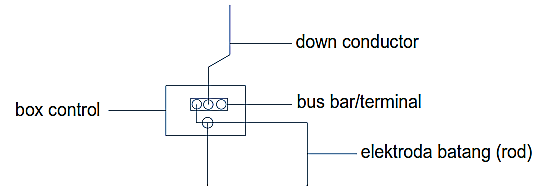 down conductor
bus bar/terminal
box control
elektroda batang (rod)